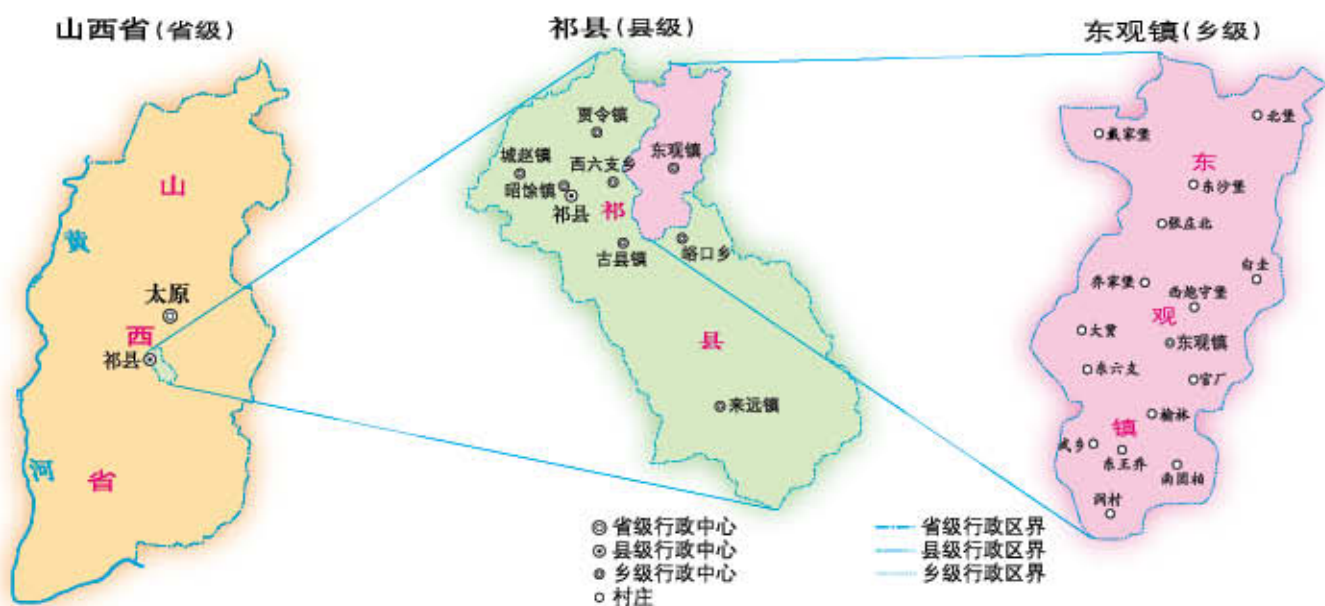 山西省(省级)
山
西
省
黄
河
太原
祁县
祁县(县级)
贾令镇
城赵镇
西六支乡
东观镇
昭馀镇
祁县
祁
古县镇
峪口乡
县
来远镇
东观镇(乡级)
北堡
戴家堡
东
东沙堡
张庄北
白圭
乔家堡
西炮守堡
观
大贾
东观镇
东六支
官厂
榆林
镇
武乡
东王乔
南团柏
涧村
省级行政中心
县级行政中心
乡级行政中心
村庄
省级行政区界
县级行政区界
乡级行政区界